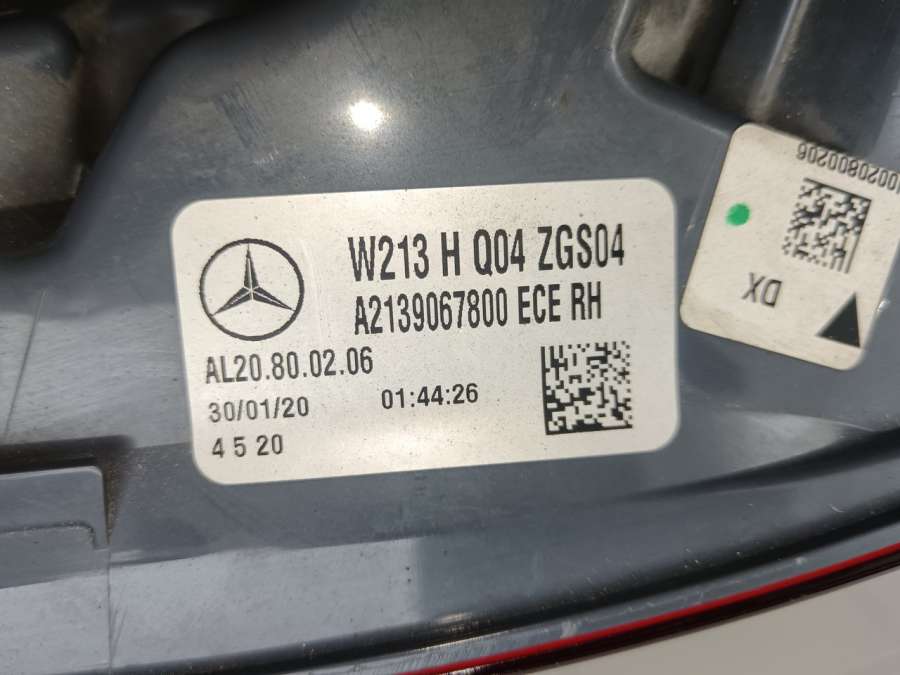 W213 H Q04 ZGS04
A2139067800 ECE RH
AL20.80.02.06
30/01/20 01:44:26
4 5 20
0020800206
DX